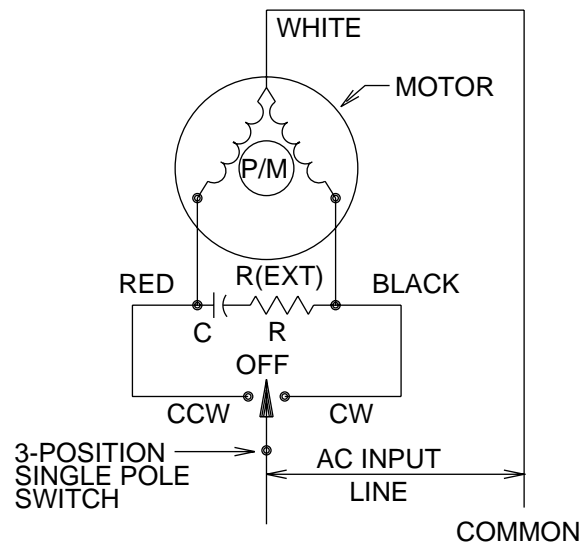 WHITE
MOTOR
P/M
R(EXT)
RED
BLACK
C
R
OFF
CCW
CW
3-POSITION
SINGLE POLE
SWITCH
AC INPUT
LINE
COMMON